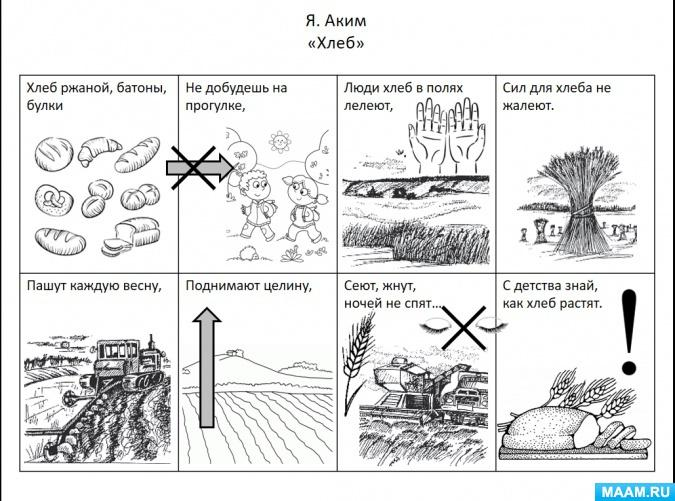 Я. Аким
«Хлеб»
Хлеб ржаной, батоны,
булки
Не добудешь на
прогулке,
Люди хлеб в полях
лелеют,
Сил для хлеба не
жалеют.
Пашут каждую весну,
Поднимают целину,
Сеют, жнут,
ночей не спят...
С детства знай,
как хлеб растят.
MAAM.RU